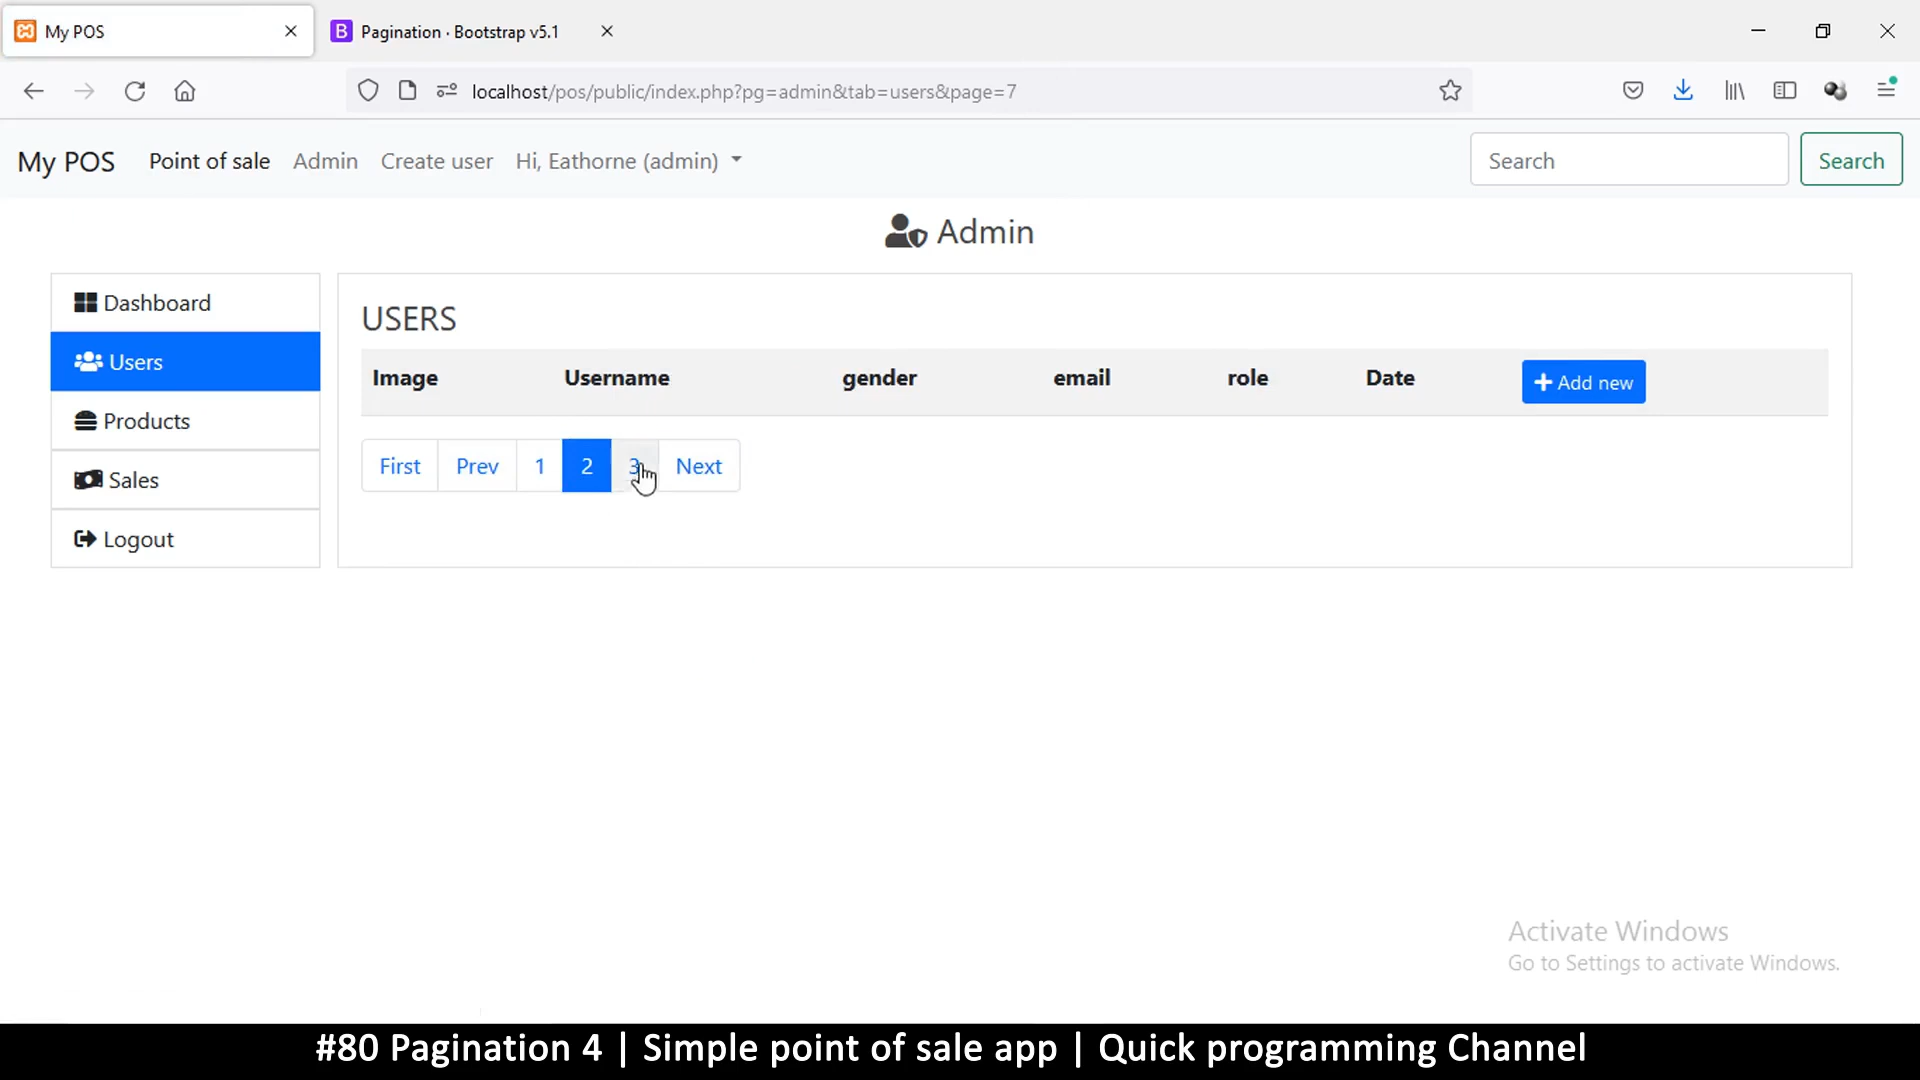 My POS
Pagination · Bootstrap v5.1
localhost/pos/public/index.php?pg=admin&tab=users&page=7
My POS Point of sale Admin Create user Hi, Eathorne (admin) Search Search
Admin
Dashboard
Users
Products
Sales
Logout
USERS
Image Username gender email role Date Add new
First Prev 1 2 3 Next
Activate Windows
Go to Settings to activate Windows.
#80 Pagination 4 | Simple point of sale app | Quick programming Channel